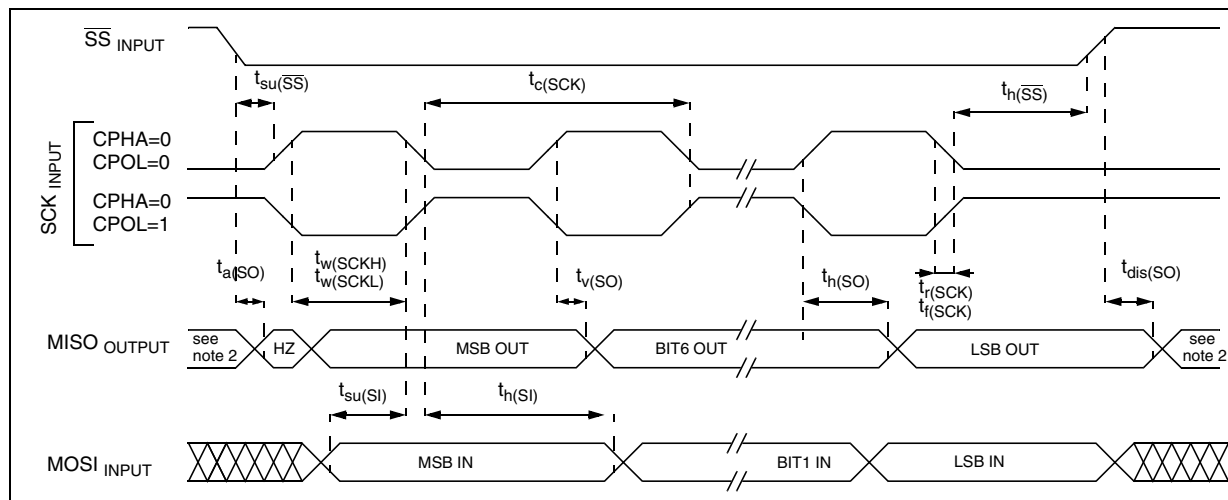 SS INPUT
tsu(SS)
tc(SCK)
th(SS)
SCK INPUT
CPHA=0
CPOL=0
CPHA=0
CPOL=1
ta(SO)
tw(SCKH)
tw(SCKL)
tv(SO)
th(SO)
tr(SCK)
tf(SCK)
tdis(SO)
MISO OUTPUT
see
note 2
HZ
MSB OUT
BIT6 OUT
LSB OUT
see
note 2
tsu(SI)
th(SI)
MOSI INPUT
MSB IN
BIT1 IN
LSB IN